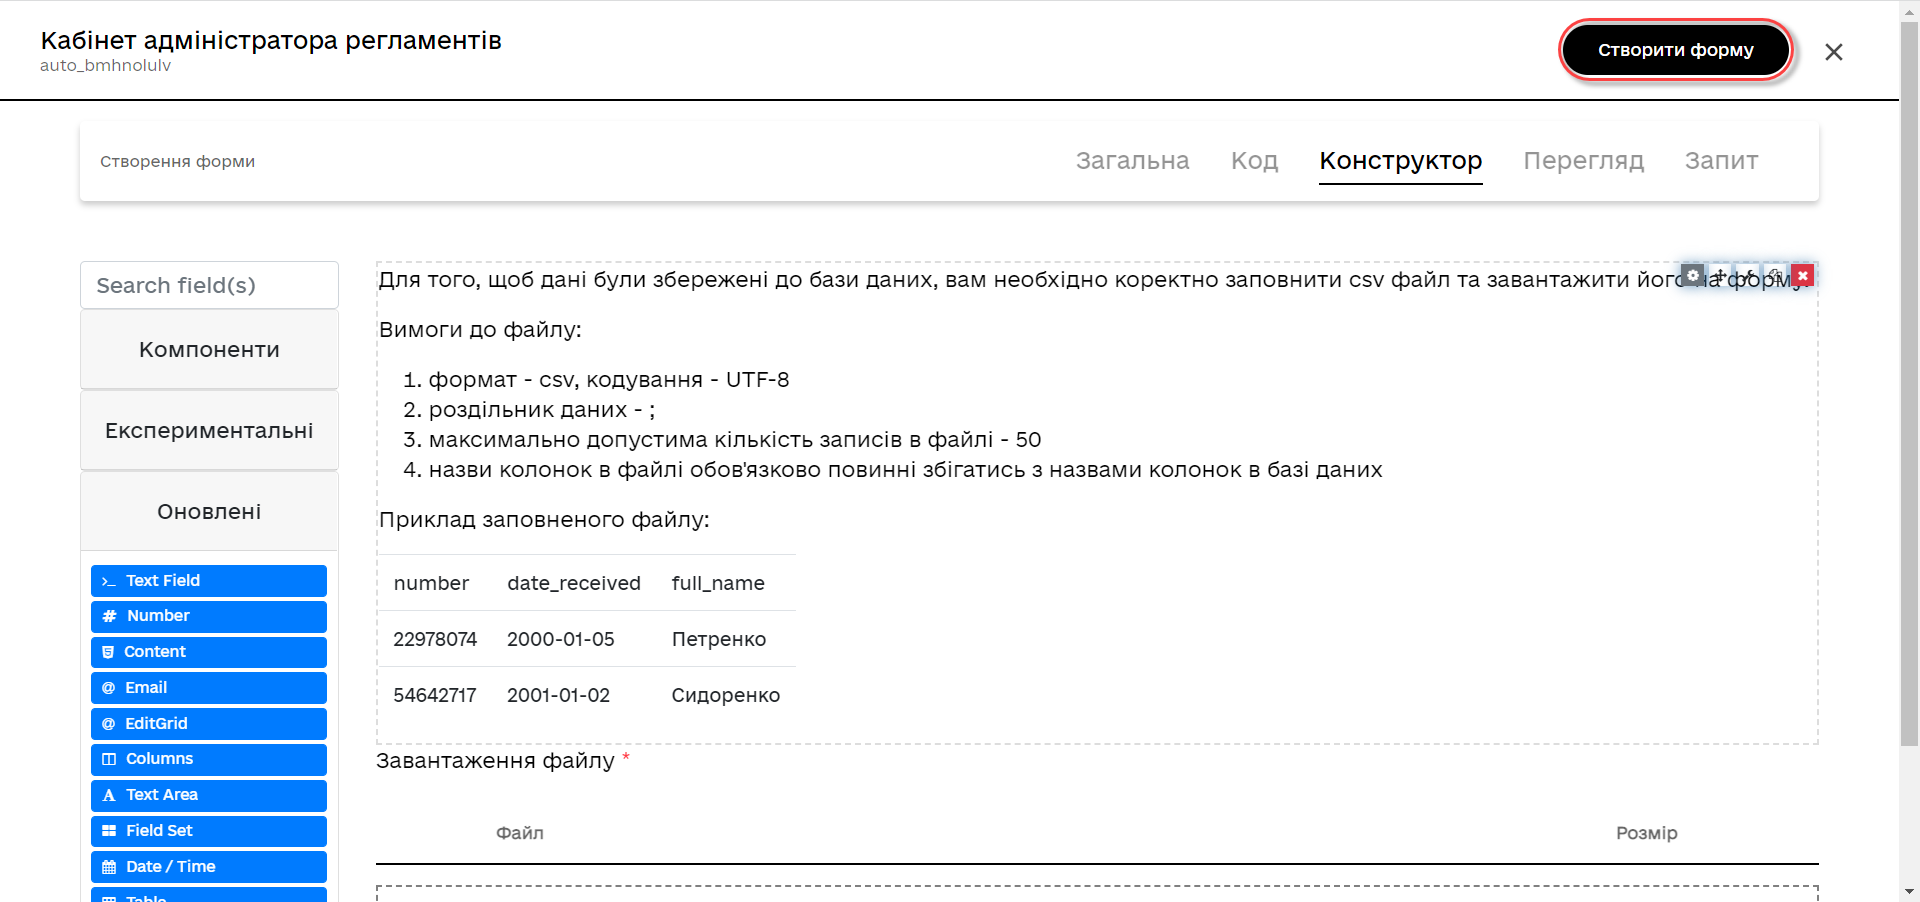 Кабінет адміністратора регламентів
auto_bmhnolulv
Створити форму
Створення форми
Загальна
Код
Конструктор
Перегляд
Запит
Search field(s)
Компоненти
Експериментальні
Оновлені
Text Field
Number
Content
Email
EditGrid
Columns
Text Area
Field Set
Date / Time
Table
Для того, щоб дані були збережені до бази даних, вам необхідно коректно заповнити csv файл та завантажити його на форму.
Вимоги до файлу:
1. формат - csv, кодування - UTF-8
2. роздільник даних - ;
3. максимально допустима кількість записів в файлі - 50
4. назви колонок в файлі обов'язково повинні збігатись з назвами колонок в базі даних
Приклад заповненого файлу:
number date_received full_name
22978074 2000-01-05 Петренко
54642717 2001-01-02 Сидоренко
Завантаження файлу *
Файл Розмір